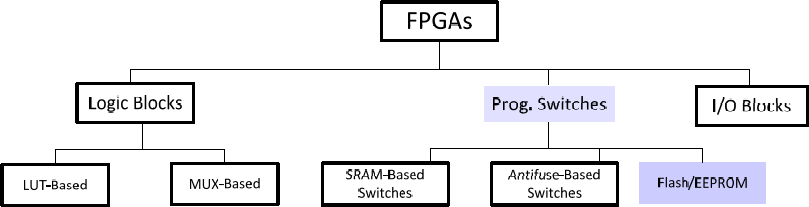 FPGAs
Logic Blocks
Prog. Switches
I/O Blocks
LUT-Based
MUX-Based
SRAM-Based
Switches
Antifuse-Based
Switches
Flash/EEPROM